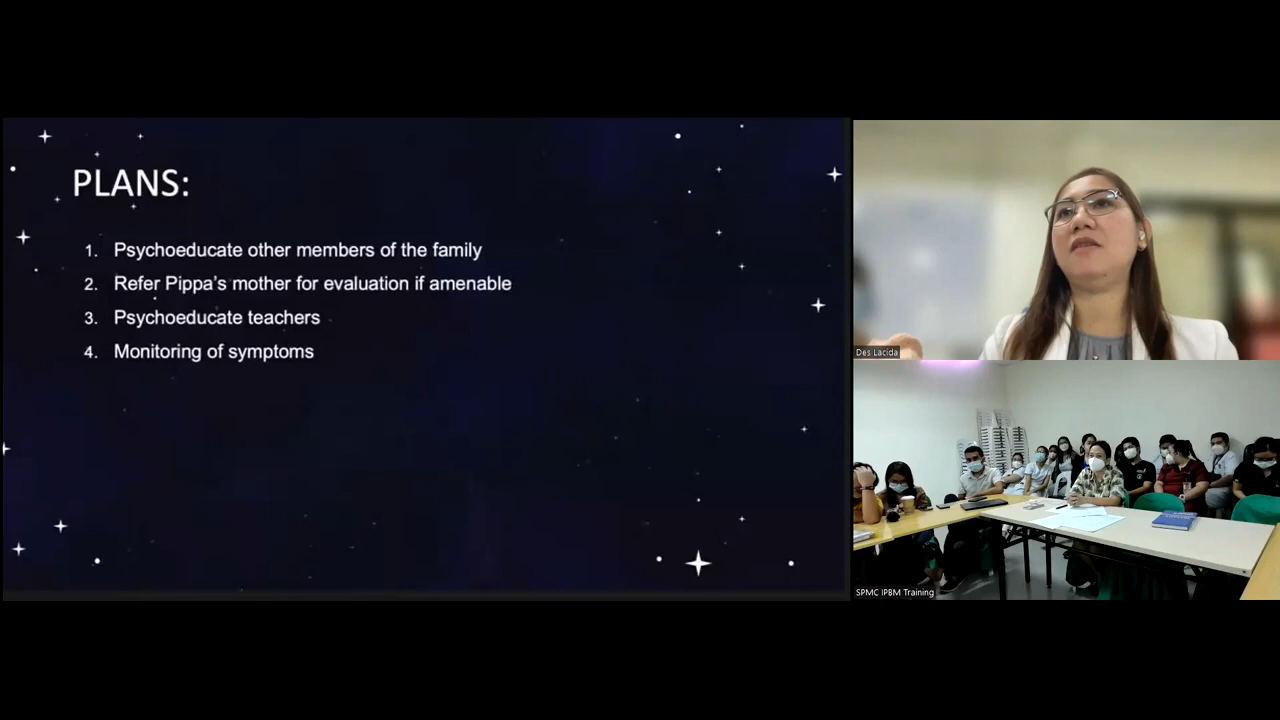 PLANS:
1. Psychoeducate other members of the family
2. Refer Pippa's mother for evaluation if amenable
3. Psychoeducate teachers
4. Monitoring of symptoms
Des Lacida
SPMC IPBM Training